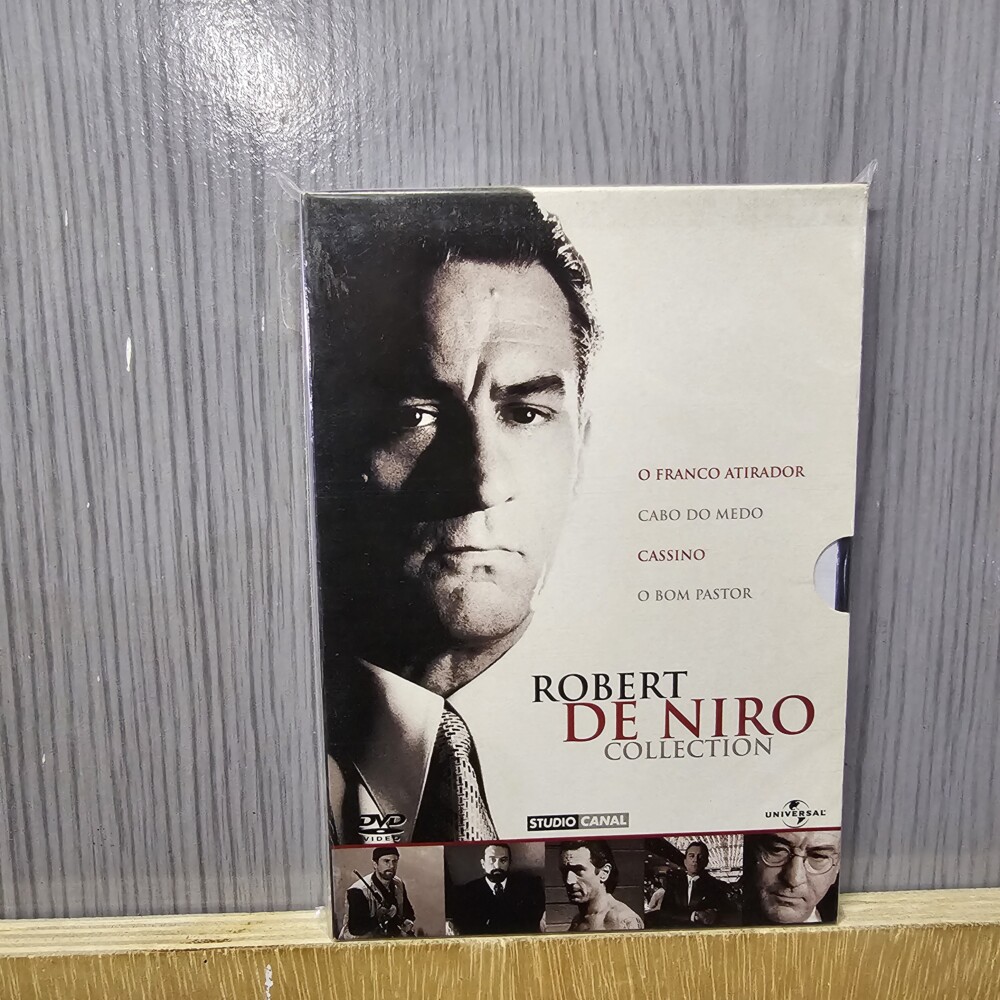 O FRANCO ATIRADOR
CABO DO MEDO
CASSINO
O BOM PASTOR
ROBERT
DE NIRO
COLLECTION
DVD
VIDEO
STUDIO CANAL
UNIVERSAL